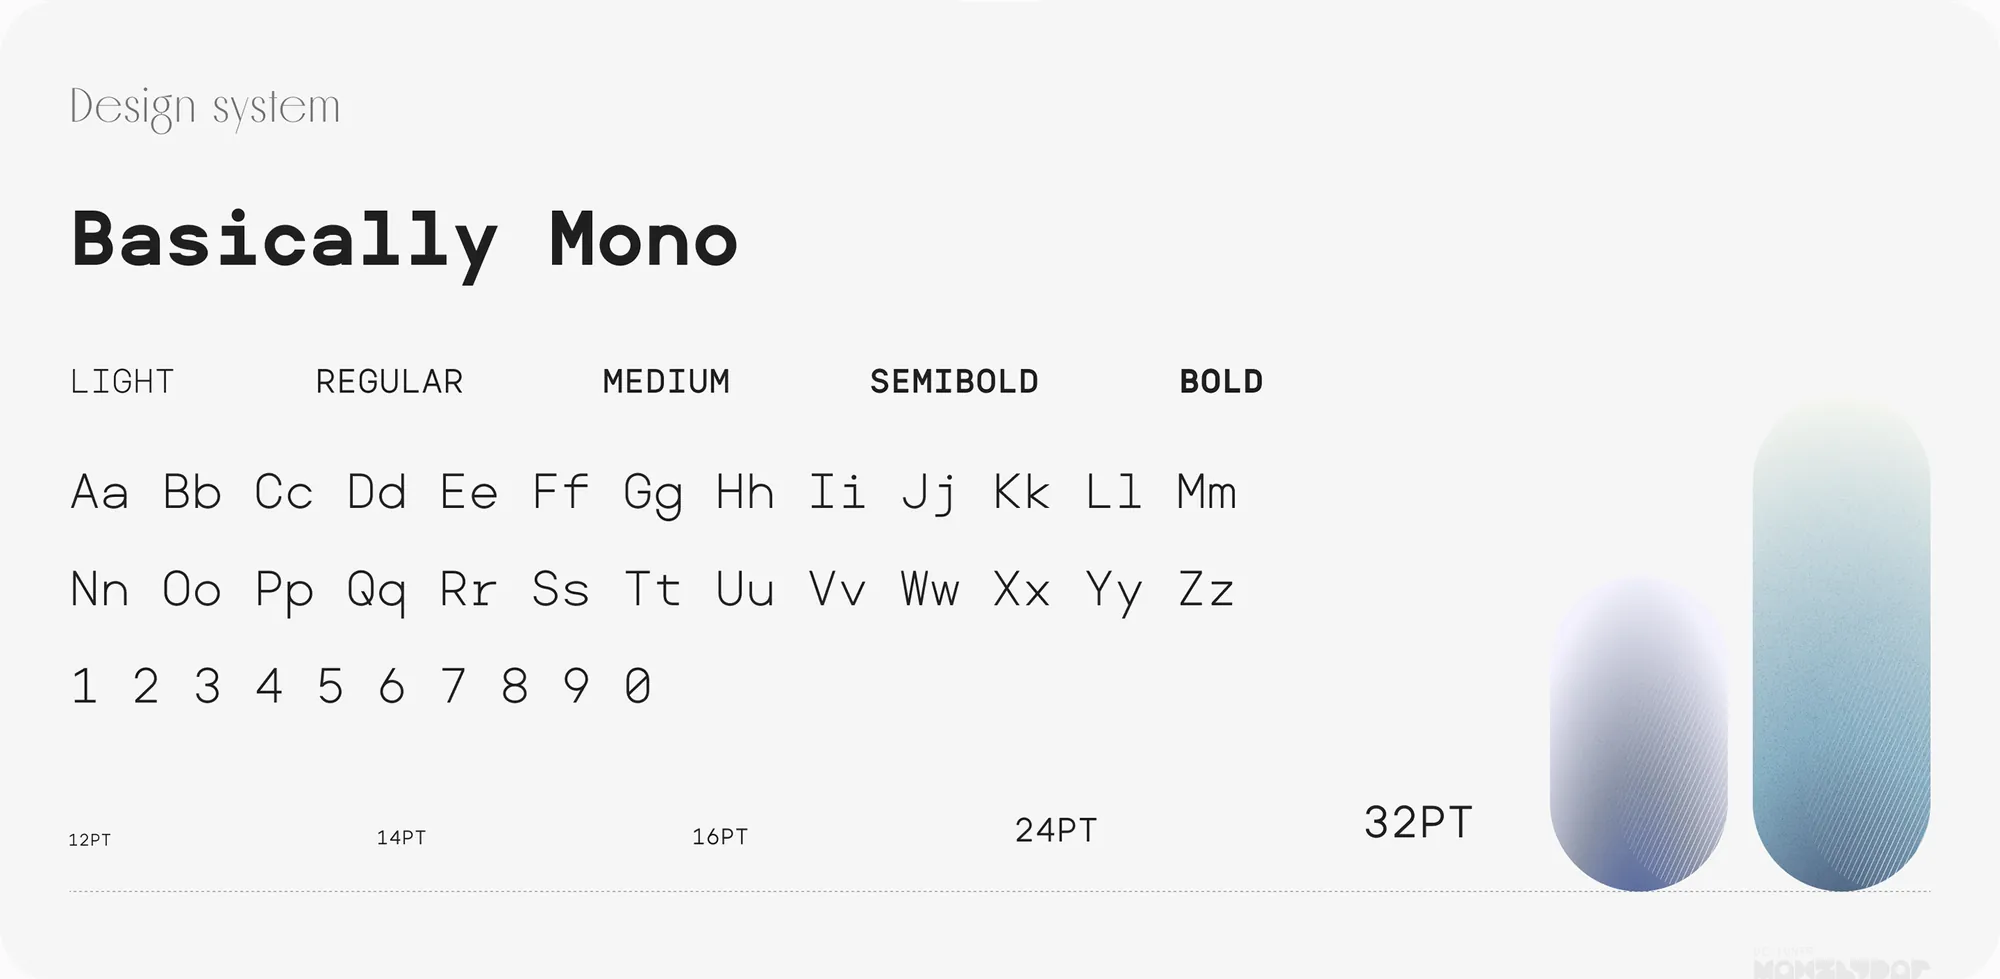 Design system
Basically Mono
LIGHT REGULAR MEDIUM SEMIBOLD BOLD
Aa Bb Cc Dd Ee Ff Gg Hh Ii Jj Kk Ll Mm
Nn Oo Pp Qq Rr Ss Tt Uu Vv Ww Xx Yy Zz
1 2 3 4 5 6 7 8 9 0
12PT 14PT 16PT 24PT 32PT